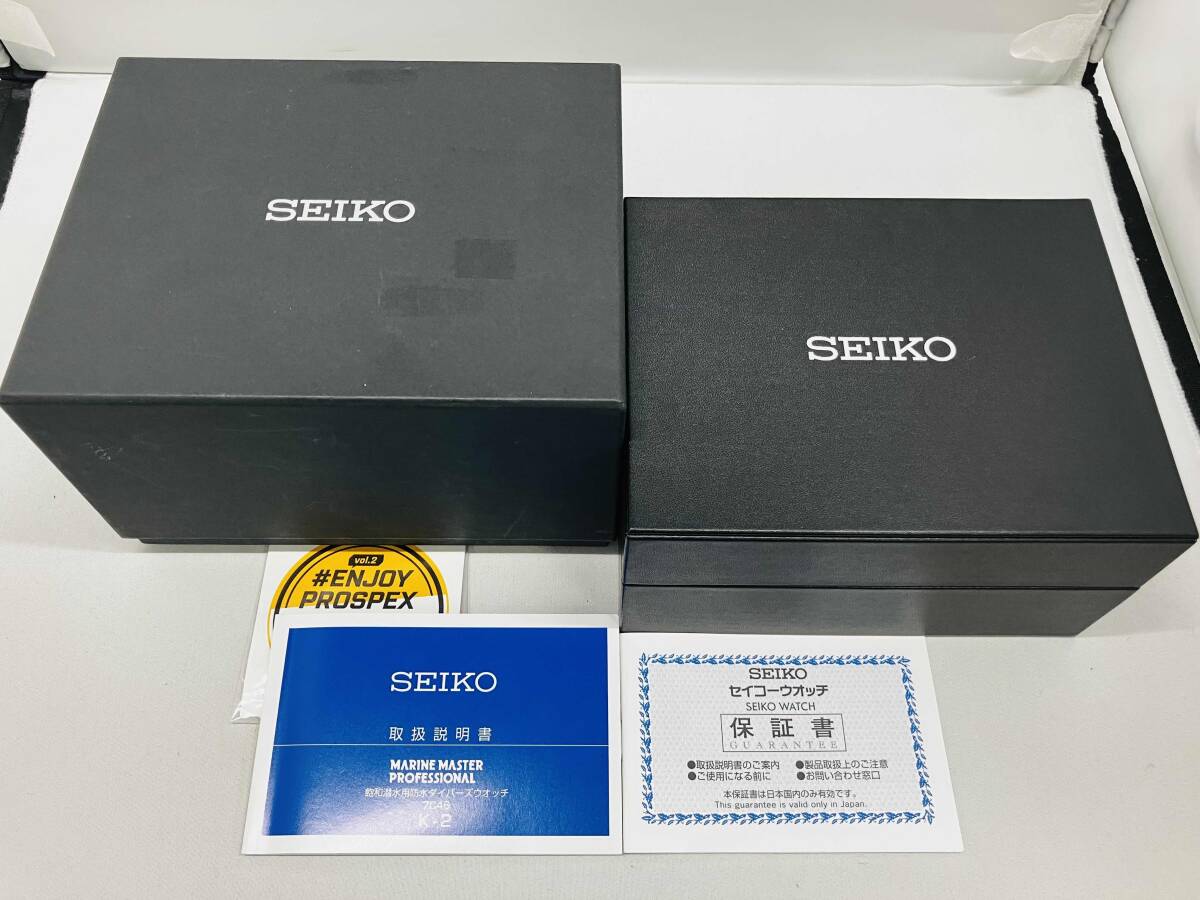 SEIKO
SEIKO
vol.2
#ENJOY
PROSPEX
SEIKO
取扱説明書
MARINE MASTER
PROFESSIONAL
飽和潜水用防水ダイバーズウオッチ
7C46
K-2
SEIKO
セイコーウオッチ
SEIKO WATCH
保証書
GUARANTEE
●取扱説明書のご案内 ●製品取扱上のご注意
●ご使用になる前に ●お問い合わせ窓口
本保証書は日本国内のみ有効です。
This guarantee is valid only in Japan.